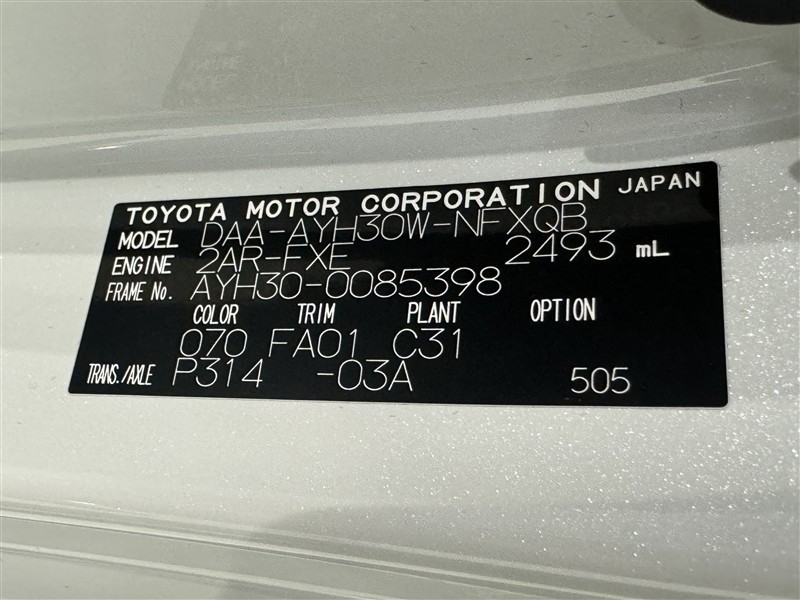 TOYOTA MOTOR CORPORATION JAPAN
MODEL DAA-AYH30W-NFXQB
ENGINE 2AR-FXE 2493 mL
FRAME No. AYH30-0085398
COLOR TRIM PLANT OPTION
070 FA01 C31
TRANS./AXLE P314 -03A 505